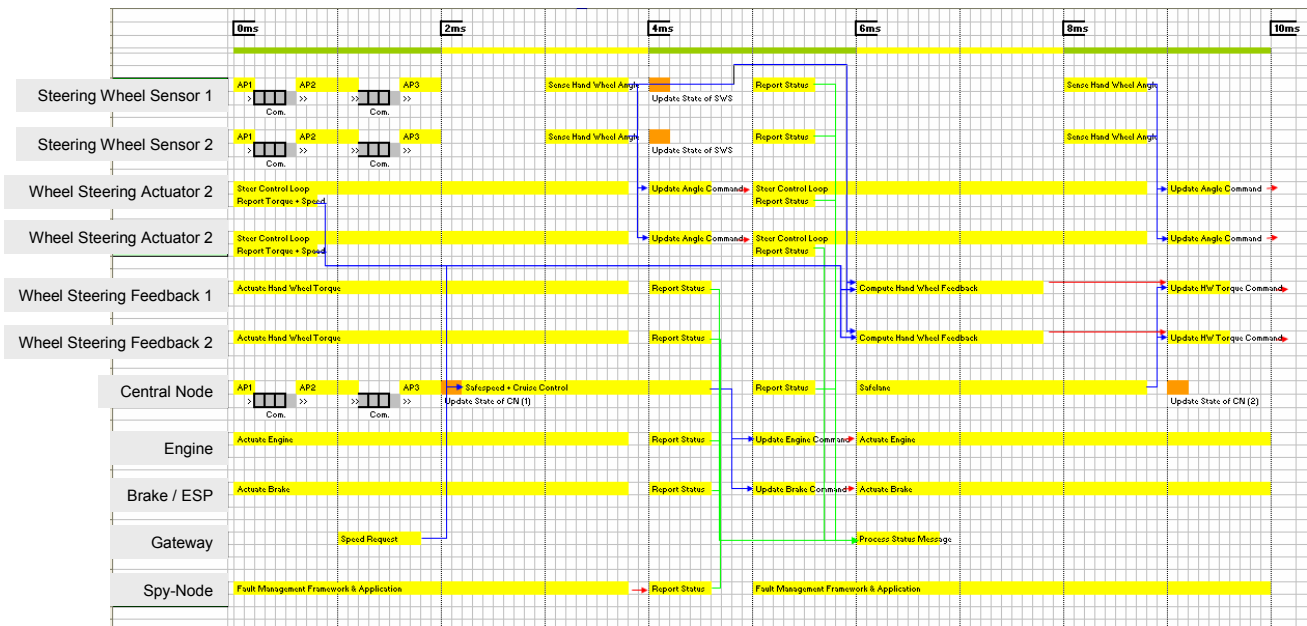 0ms 2ms 4ms 6ms 8ms 10ms
Steering Wheel Sensor 1 AP1 AP2 AP3 Sense Hand Wheel Angle Report Status Sense Hand Wheel Angle
> >> >> >> Update State of SWS
Com. Com.
Steering Wheel Sensor 2 AP1 AP2 AP3 Sense Hand Wheel Angle Report Status Sense Hand Wheel Angle
> >> >> >> Update State of SWS
Com. Com.
Wheel Steering Actuator 2 Steer Control Loop Update Angle Command Steer Control Loop Update Angle Command
Report Torque + Speed Report Status
Wheel Steering Actuator 2 Steer Control Loop Update Angle Command Steer Control Loop Update Angle Command
Report Torque + Speed Report Status
Wheel Steering Feedback 1 Actuate Hand Wheel Torque Report Status Compute Hand Wheel Feedback Update HW Torque Command
Wheel Steering Feedback 2 Actuate Hand Wheel Torque Report Status Compute Hand Wheel Feedback Update HW Torque Command
Central Node AP1 AP2 AP3 Safespeed + Cruise Control Report Status Safelane
> >> >> >> Update State of CN (1) Update State of CN (2)
Com. Com.
Engine Actuate Engine Report Status Update Engine Command Actuate Engine
Brake / ESP Actuate Brake Report Status Update Brake Command Actuate Brake
Gateway Speed Request Process Status Message
Spy-Node Fault Management Framework & Application Report Status Fault Management Framework & Application